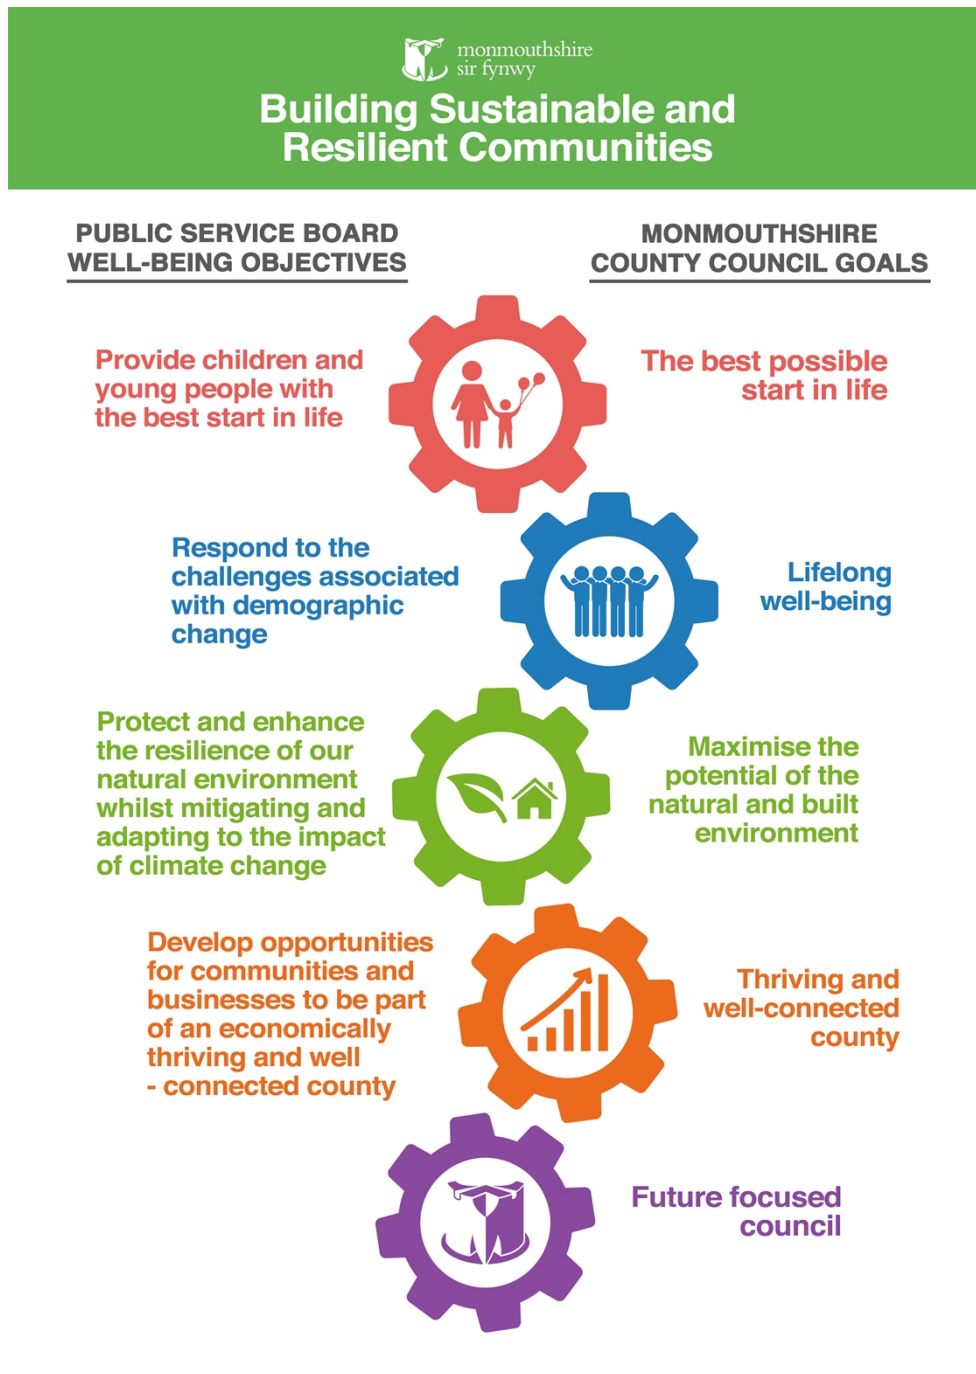 monmouthshire
sir fynwy
Building Sustainable and
Resilient Communities
PUBLIC SERVICE BOARD
WELL-BEING OBJECTIVES
MONMOUTHSHIRE
COUNTY COUNCIL GOALS
Provide children and
young people with
the best start in life
The best possible
start in life
Respond to the
challenges associated
with demographic
change
Lifelong
well-being
Protect and enhance
the resilience of our
natural environment
whilst mitigating and
adapting to the impact
of climate change
Maximise the
potential of the
natural and built
environment
Develop opportunities
for communities and
businesses to be part
of an economically
thriving and well
- connected county
Thriving and
well-connected
county
Future focused
council